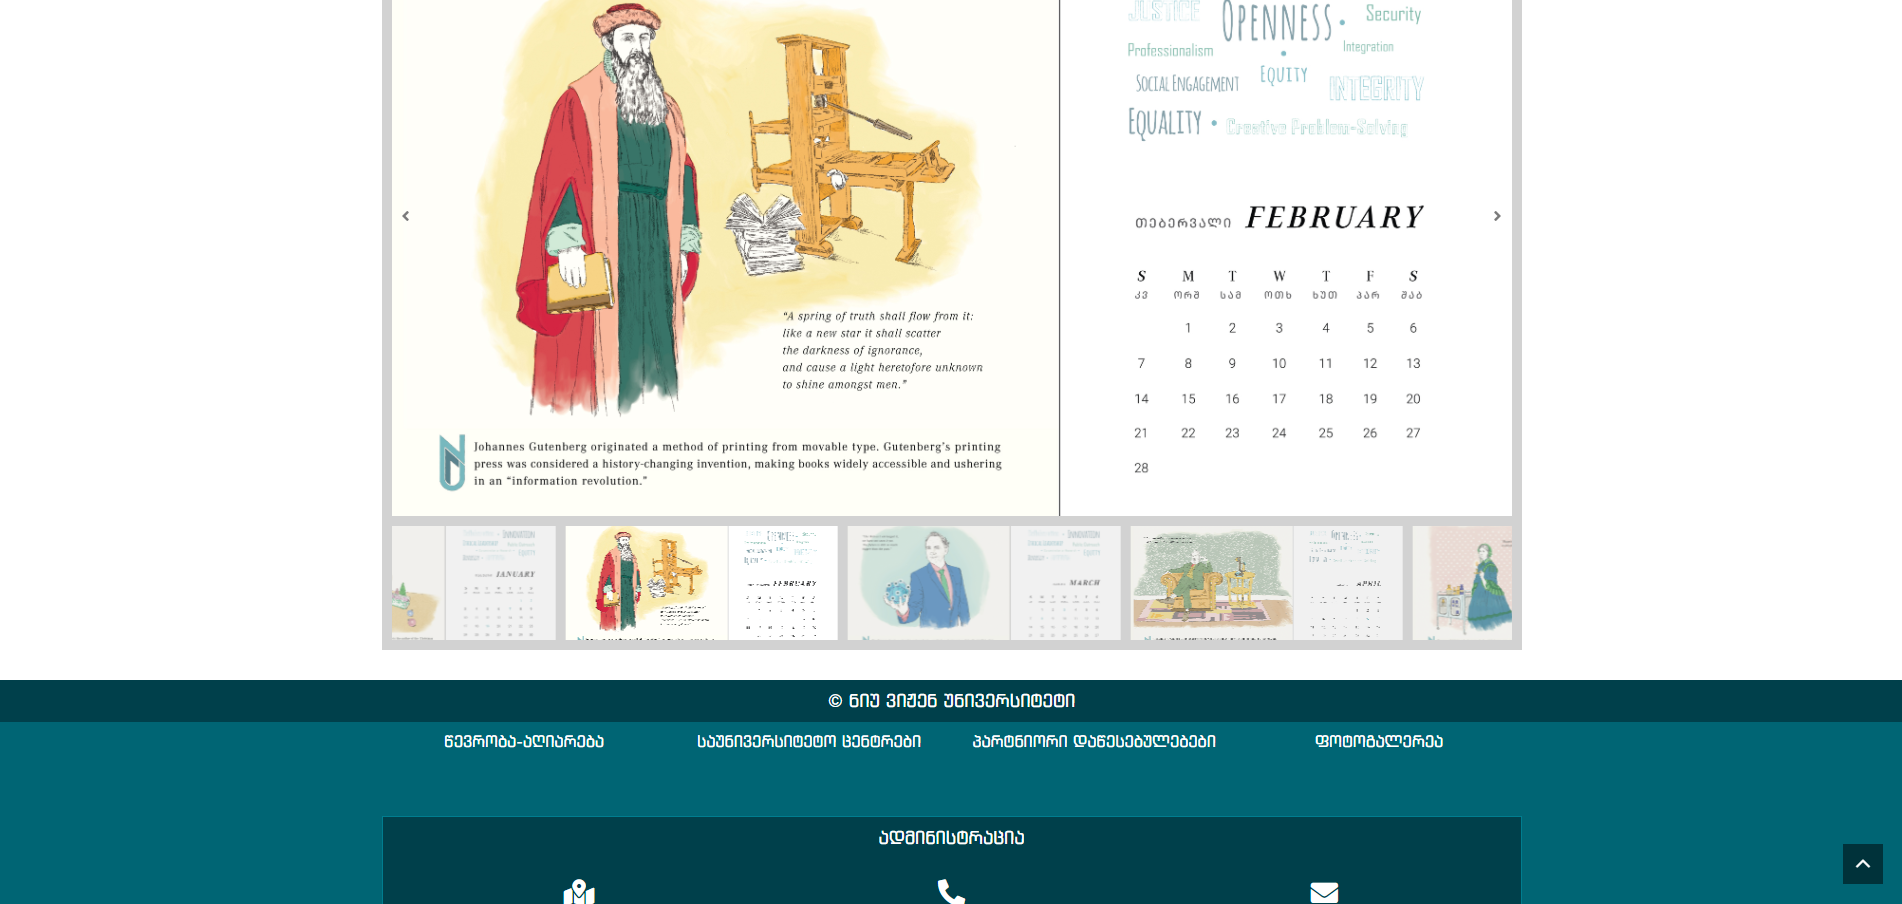 JUSTICE
OPENNESS
Security
Professionalism
Integration
SOCIAL ENGAGEMENT
EQUITY
INTEGRITY
EQUALITY
Creative Problem-Solving
თებერვალი FEBRUARY
S M T W T F S
კვ ორშ სამ ოთხ ხუთ პარ შაბ
1 2 3 4 5 6
7 8 9 10 11 12 13
14 15 16 17 18 19 20
21 22 23 24 25 26 27
28
“A spring of truth shall flow from it:
like a new star it shall scatter
the darkness of ignorance,
and cause a light heretofore unknown
to shine amongst men.”
Johannes Gutenberg originated a method of printing from movable type. Gutenberg’s printing
press was considered a history-changing invention, making books widely accessible and ushering
in an “information revolution.”
INNOVATION
JANUARY
FEBRUARY
INNOVATION
MARCH
APRIL
© ნიუ ვიჟენ უნივერსიტეტი
წევრობა-აღიარება
საუნივერსიტეტო ცენტრები
პარტნიორი დაწესებულებები
ფოტოგალერეა
ადმინისტრაცია